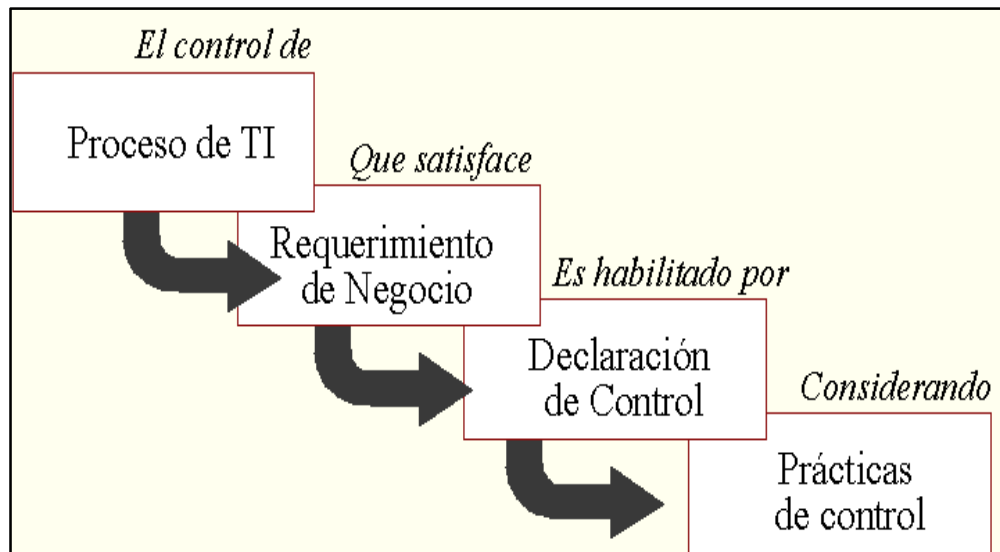 El control de
Proceso de TI
Que satisface
Requerimiento
de Negocio
Es habilitado por
Declaración
de Control
Considerando
Prácticas
de control